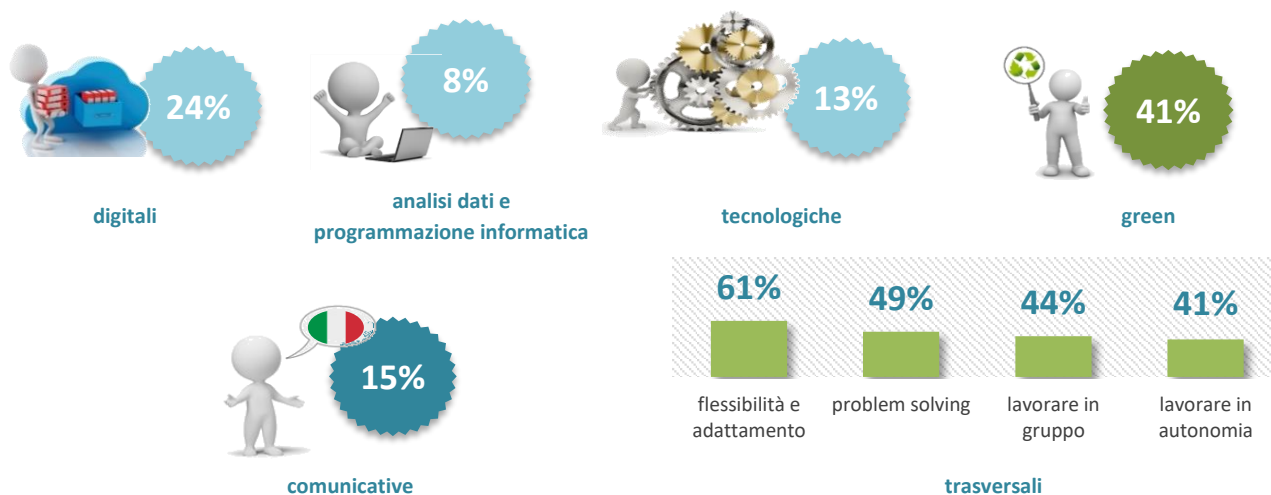 24%
8%
13%
41%
digitali
analisi dati e
programmazione informatica
tecnologiche
green
15%
comunicative
61%
49%
44%
41%
flessibilità e
adattamento
problem solving
lavorare in
gruppo
lavorare in
autonomia
trasversali